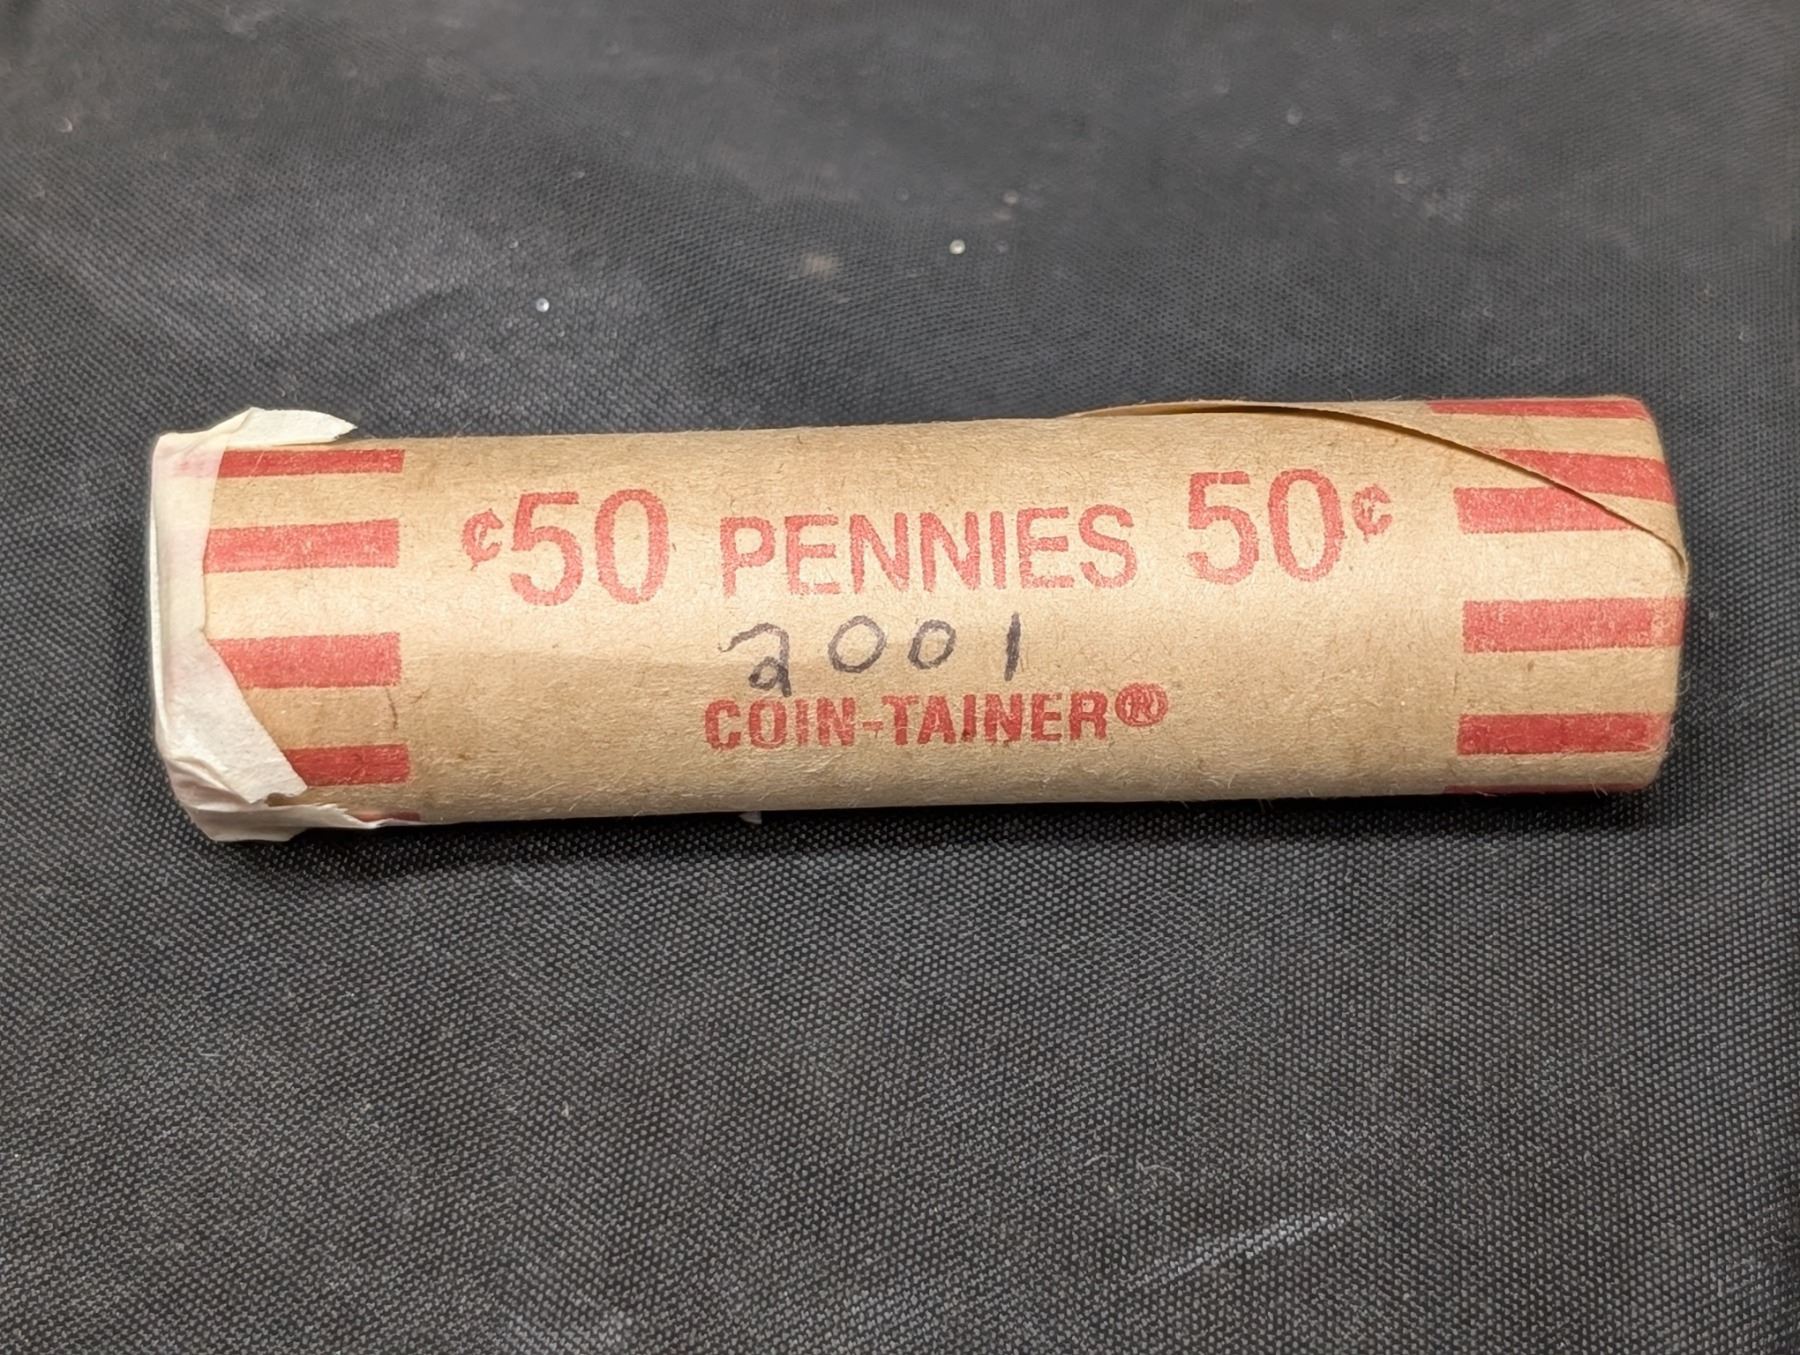 ¢50 PENNIES 50¢
2001
COIN-TAINER®